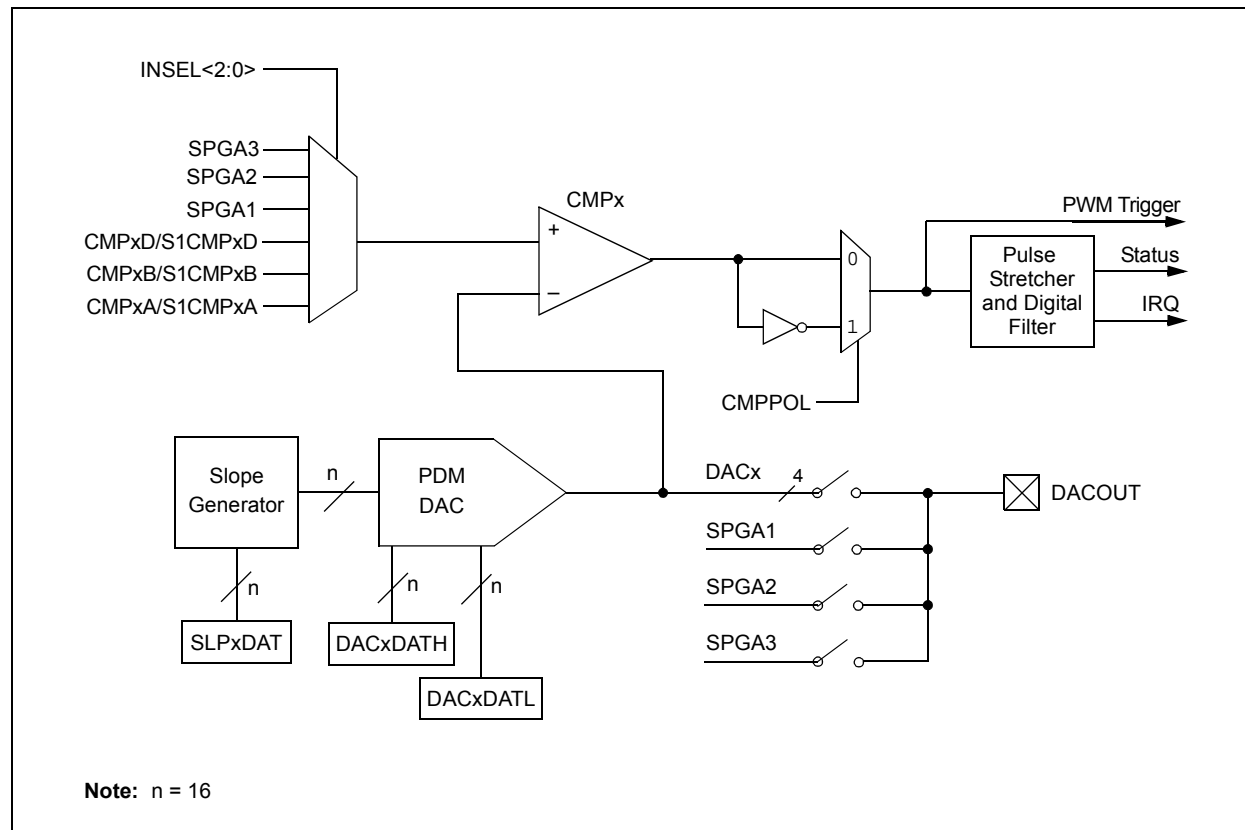 INSEL<2:0>
SPGA3
SPGA2
SPGA1
CMPxD/S1CMPxD
CMPxB/S1CMPxB
CMPxA/S1CMPxA
CMPx
+
–
0
1
CMPPOL
PWM Trigger
Pulse
Stretcher
and Digital
Filter
Status
IRQ
Slope
Generator
n
PDM
DAC
n
n
n
SLPxDAT
DACxDATH
DACxDATL
DACx
4
SPGA1
SPGA2
SPGA3
DACOUT
Note: n = 16